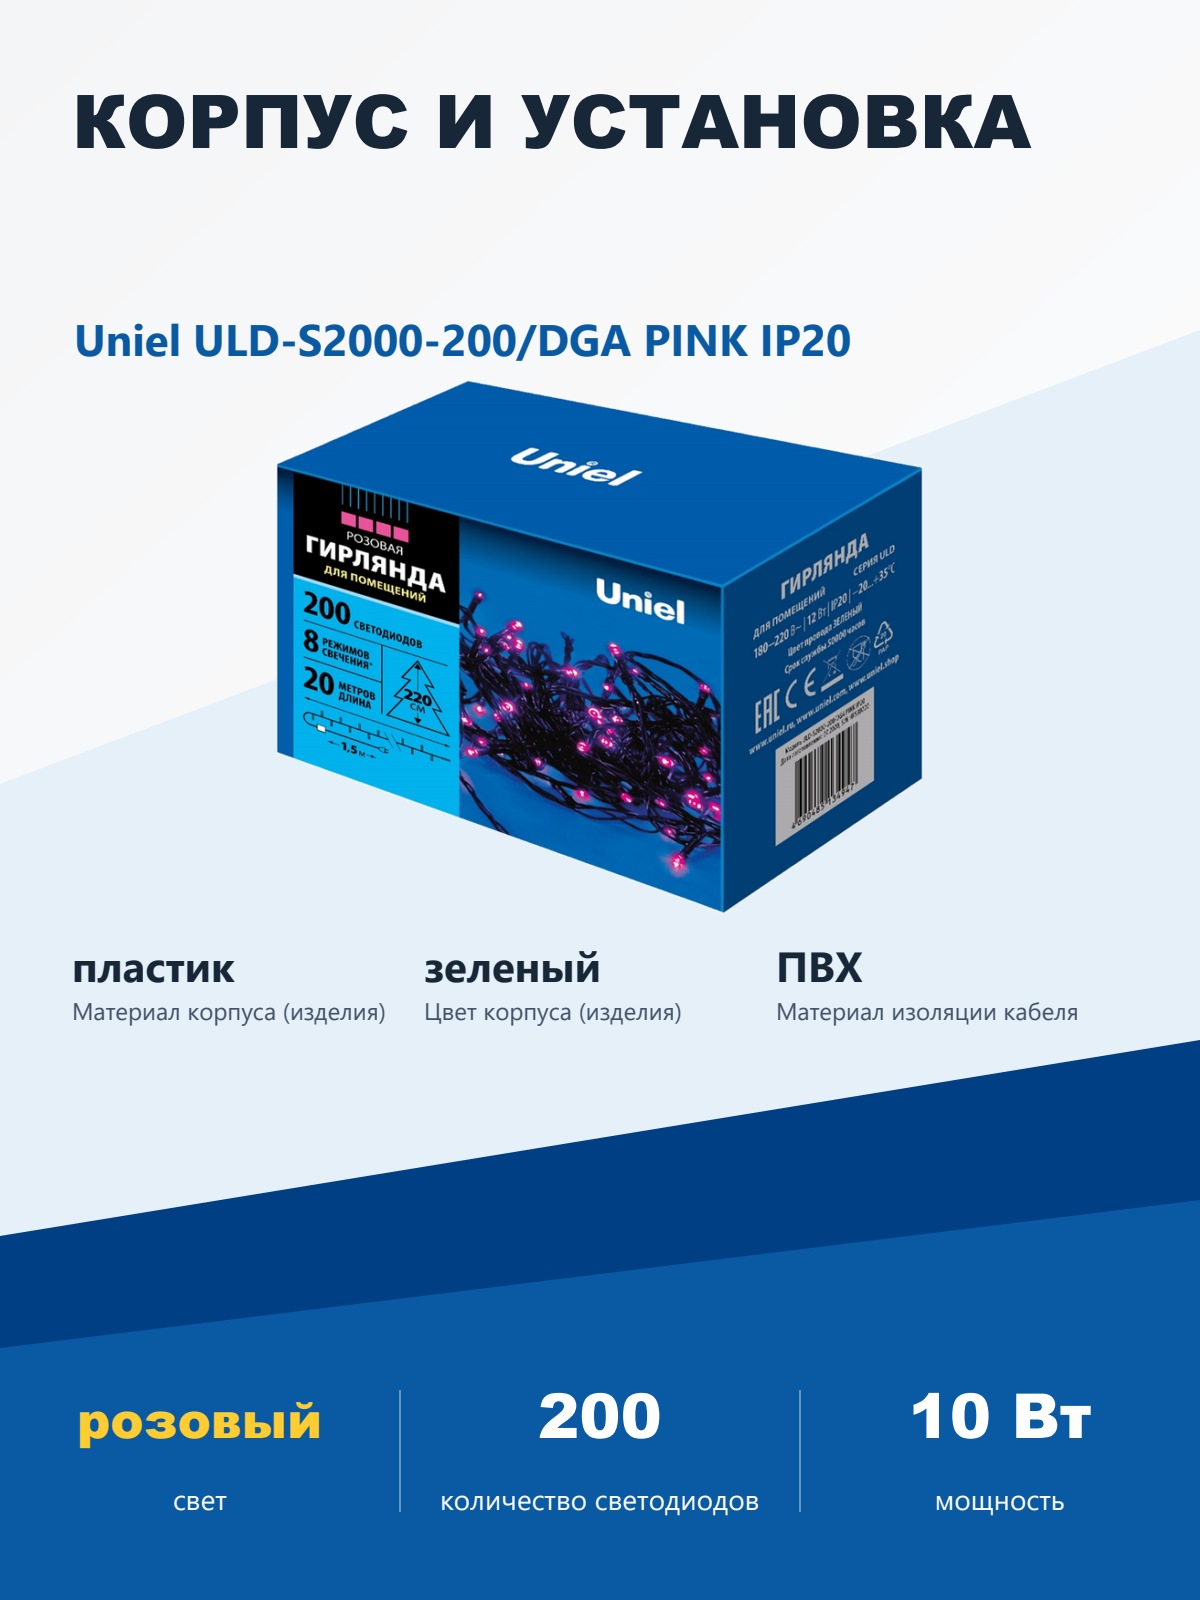 КОРПУС И УСТАНОВКА
Uniel ULD-S2000-200/DGA PINK IP20
Uniel
РОЗОВАЯ
ГИРЛЯНДА
ДЛЯ ПОМЕЩЕНИЙ
200 СВЕТОДИОДОВ
8 РЕЖИМОВ
СВЕЧЕНИЯ*
20 МЕТРОВ
ДЛИНА
220
СМ
1,5 м
Uniel
ГИРЛЯНДА
ДЛЯ ПОМЕЩЕНИЙ СЕРИЯ ULD
180–220 В~ | 12 Вт | IP20 | –20...+35°C
Цвет провода ЗЕЛЕНЫЙ
Срок службы 50000 часов
EAC CE
PAP
www.uniel.ru, www.uniel.com, www.uniel.shop
пластик
Материал корпуса (изделия)
зеленый
Цвет корпуса (изделия)
ПВХ
Материал изоляции кабеля
розовый
свет
200
количество светодиодов
10 Вт
мощность